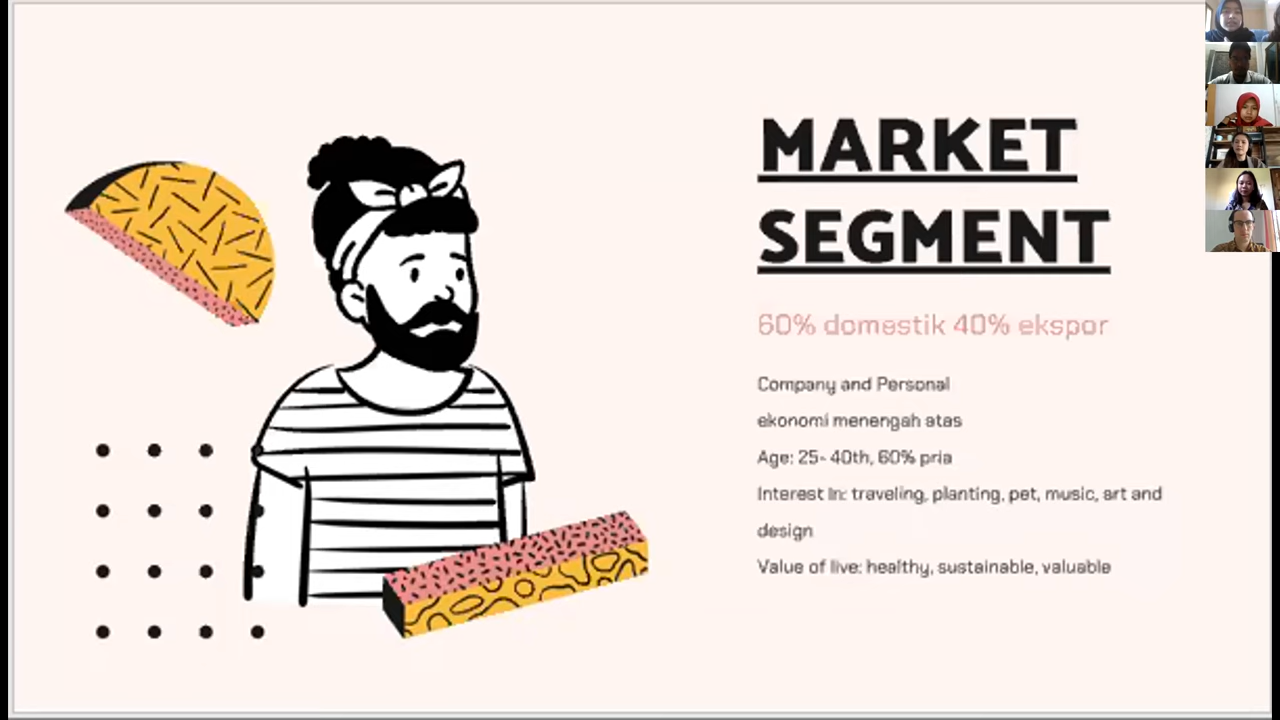 MARKET
SEGMENT
60% domestik 40% ekspor
Company and Personal
ekonomi menengah atas
Age: 25- 40th, 60% pria
Interest In: traveling, planting, pet, music, art and
design
Value of live: healthy, sustainable, valuable